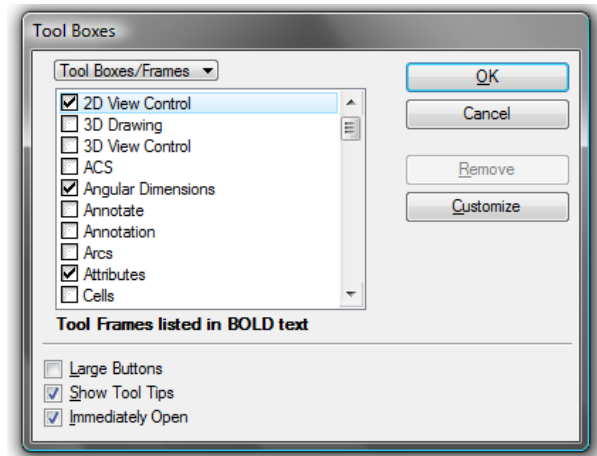 Tool Boxes
Tool Boxes/Frames
2D View Control
3D Drawing
3D View Control
ACS
Angular Dimensions
Annotate
Annotation
Arcs
Attributes
Cells
Tool Frames listed in BOLD text
Large Buttons
Show Tool Tips
Immediately Open
OK
Cancel
Remove
Customize